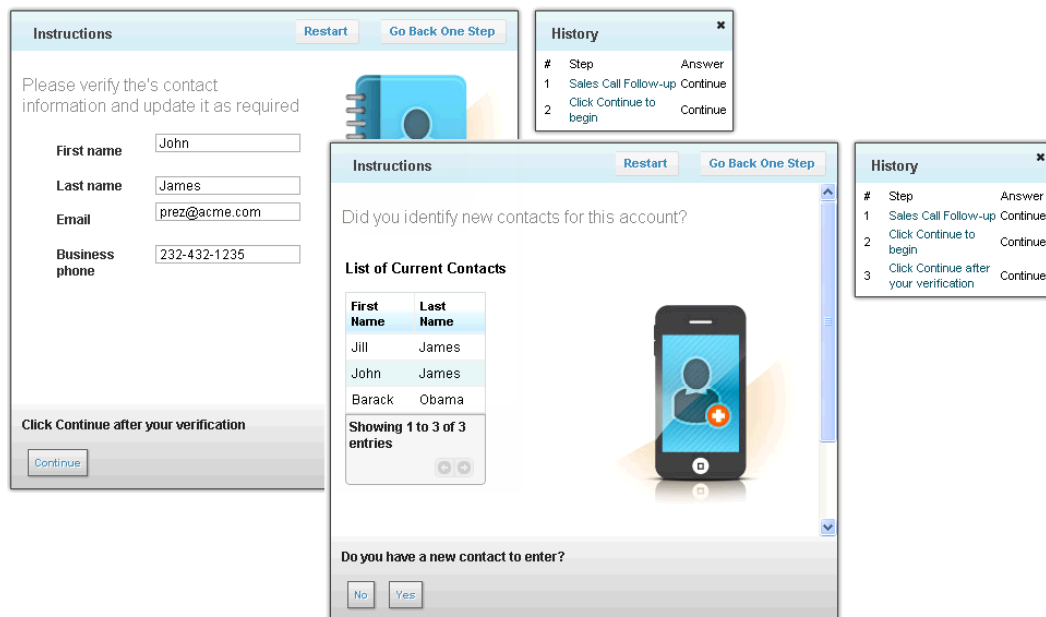 Instructions
Restart
Go Back One Step
Please verify the's contact
information and update it as required
First name
John
Last name
James
Email
prez@acme.com
Business
phone
232-432-1235
Click Continue after your verification
Continue
History
# Step Answer
1 Sales Call Follow-up Continue
2 Click Continue to
begin
Continue
Instructions
Restart
Go Back One Step
Did you identify new contacts for this account?
List of Current Contacts
First
Name
Last
Name
Jill James
John James
Barack Obama
Showing 1 to 3 of 3
entries
Do you have a new contact to enter?
No
Yes
History
# Step Answer
1 Sales Call Follow-up Continue
2 Click Continue to
begin
Continue
3 Click Continue after
your verification
Continue